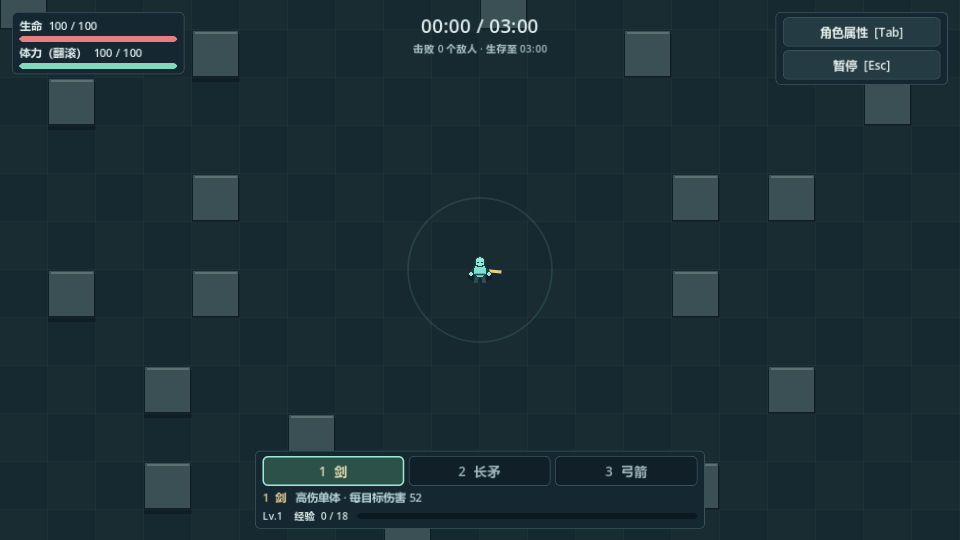 生命 100 / 100
体力（翻滚） 100 / 100
00:00 / 03:00
击败 0 个敌人 · 生存至 03:00
角色属性 [Tab]
暂停 [Esc]
1 剑
2 长矛
3 弓箭
1 剑 高伤单体 · 每目标伤害 52
Lv.1 经验 0 / 18